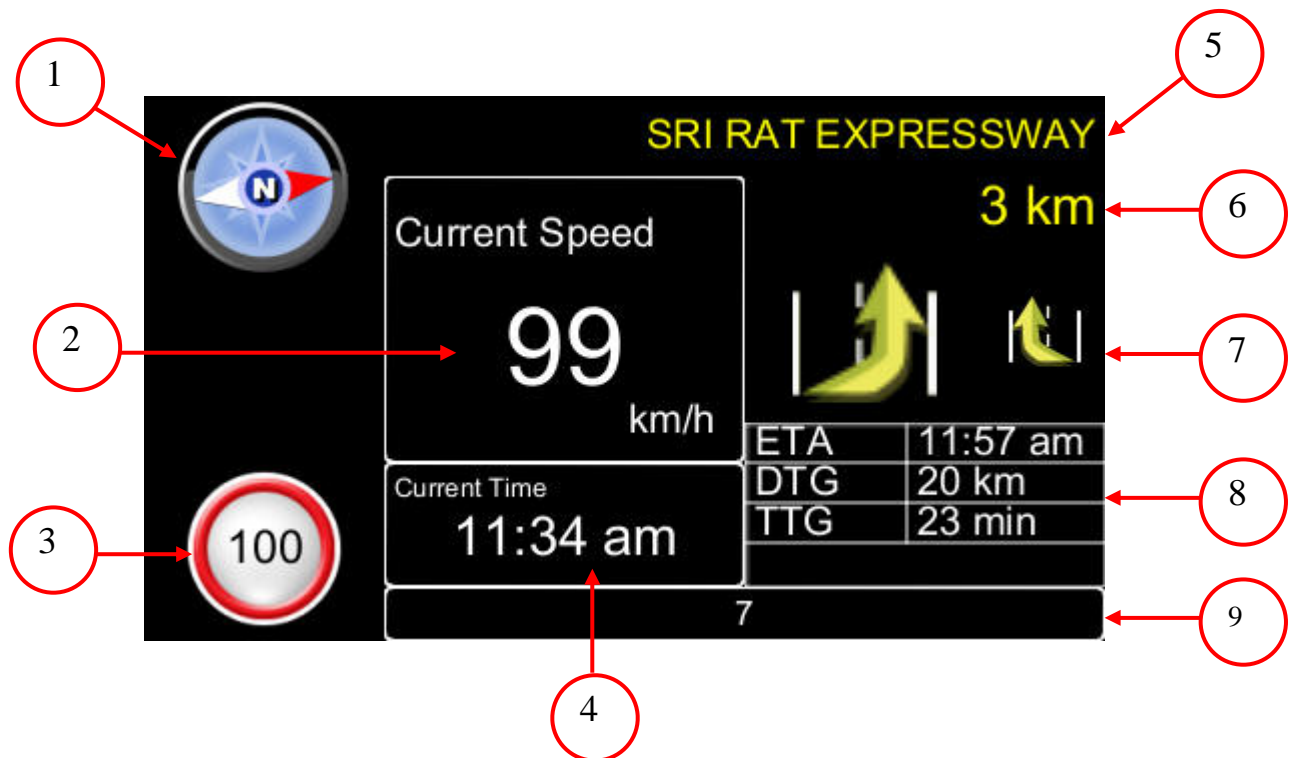 1
5
SRI RAT EXPRESSWAY
N
3 km
6
Current Speed
2
99
7
km/h
ETA 11:57 am
Current Time
DTG 20 km
8
3
100
11:34 am
TTG 23 min
7
9
4